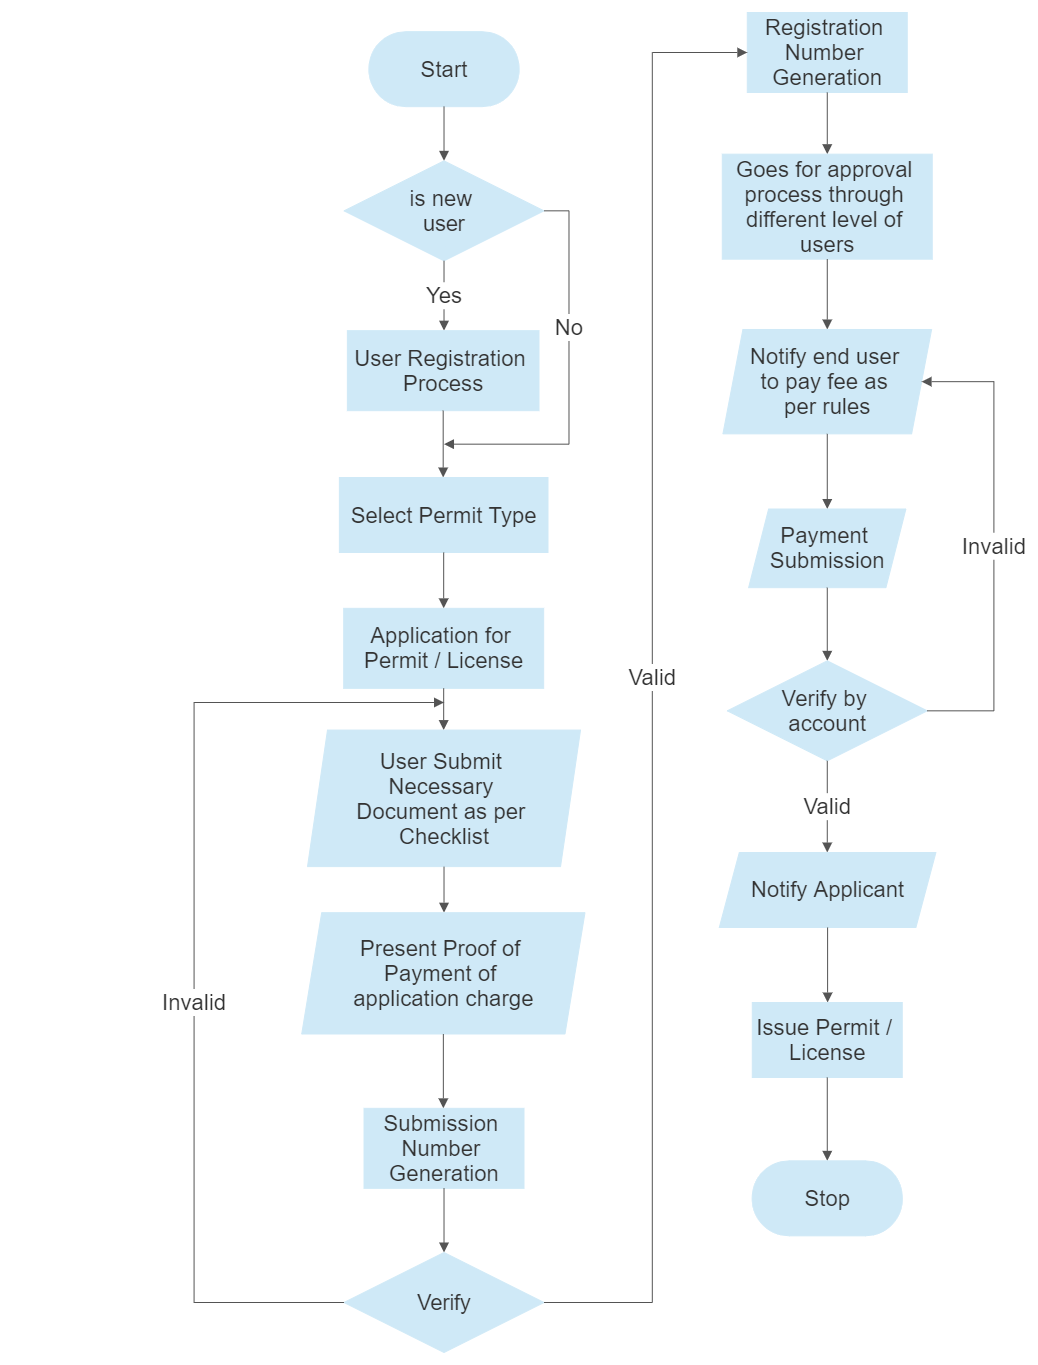 Start
is new
user
Yes
No
User Registration
Process
Select Permit Type
Application for
Permit / License
User Submit
Necessary
Document as per
Checklist
Present Proof of
Payment of
application charge
Invalid
Submission
Number
Generation
Verify
Valid
Registration
Number
Generation
Goes for approval
process through
different level of
users
Notify end user
to pay fee as
per rules
Payment
Submission
Invalid
Verify by
account
Valid
Notify Applicant
Issue Permit /
License
Stop